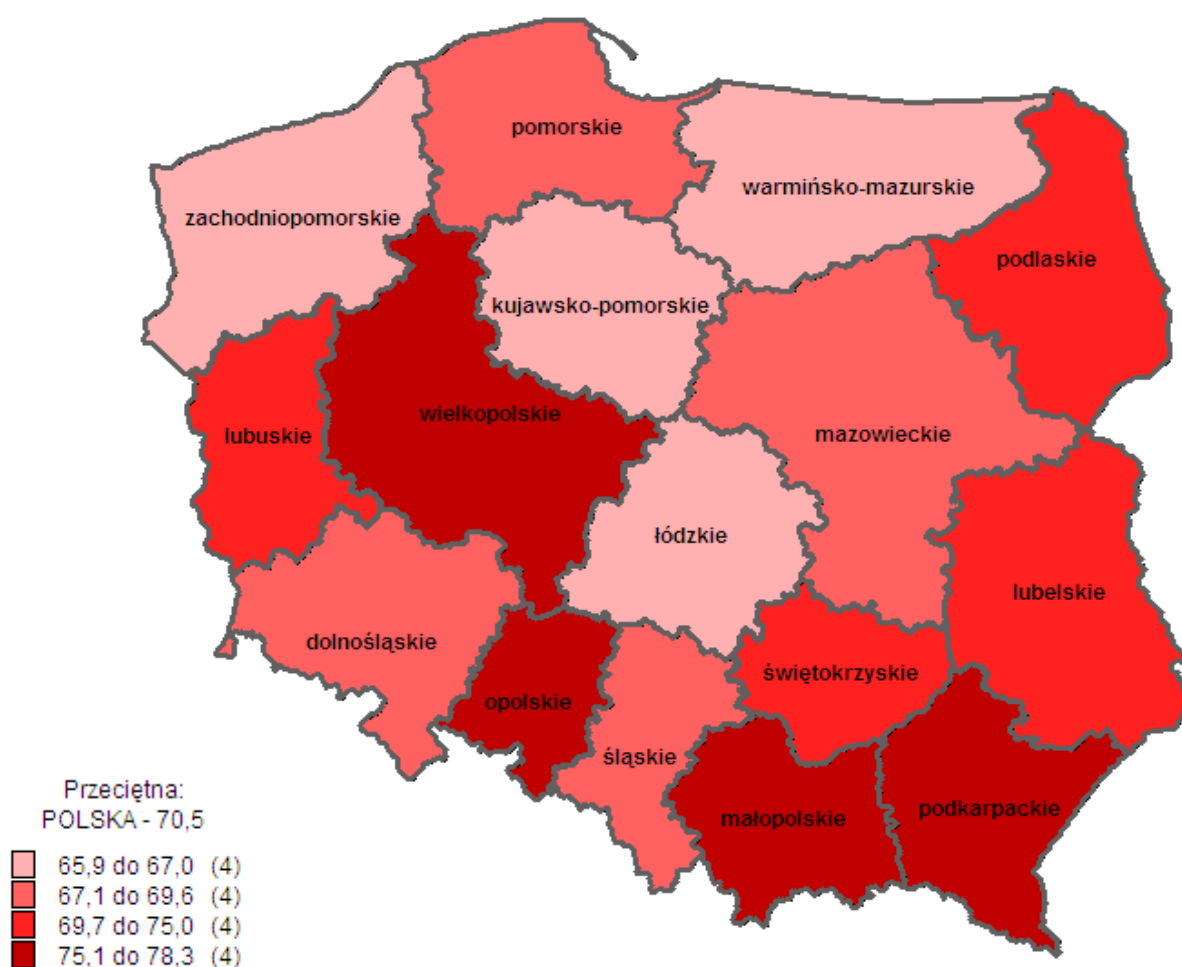 pomorskie
warmińsko-mazurskie
zachodniopomorskie
podlaskie
kujawsko-pomorskie
wielkopolskie
lubuskie
mazowieckie
łódzkie
lubelskie
dolnośląskie
świętokrzyskie
opolskie
śląskie
podkarpackie
małopolskie
Przeciętna:
POLSKA - 70,5
65,9 do 67,0 (4)
67,1 do 69,6 (4)
69,7 do 75,0 (4)
75,1 do 78,3 (4)